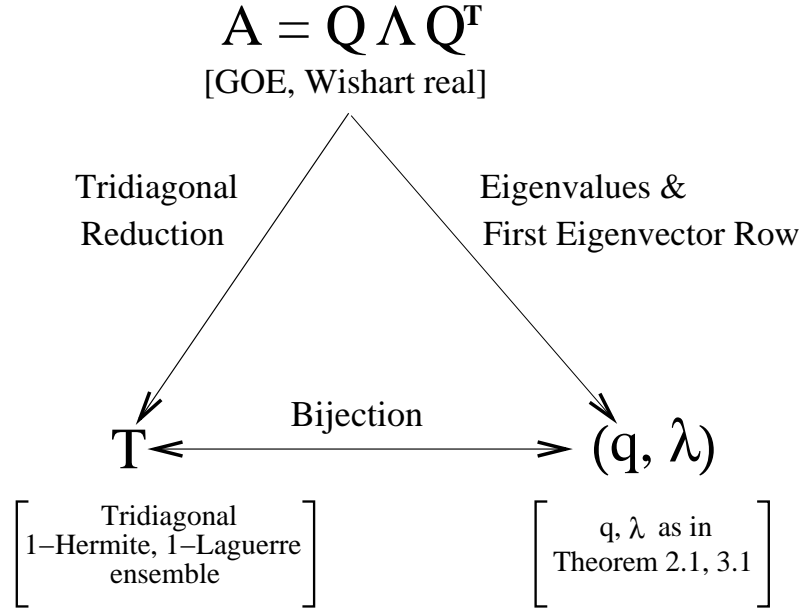 A = Q Λ Qᵀ
[GOE, Wishart real]
Tridiagonal
Reduction
Eigenvalues &
First Eigenvector Row
Bijection
T
(q, λ)
Tridiagonal
1–Hermite, 1–Laguerre
ensemble
q, λ as in
Theorem 2.1, 3.1